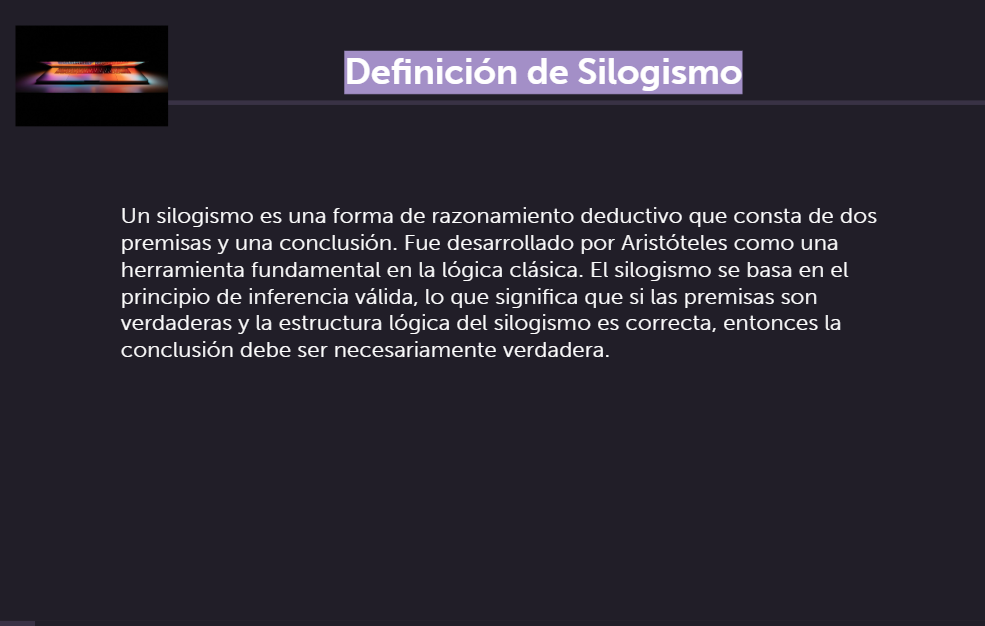 Definición de Silogismo
Un silogismo es una forma de razonamiento deductivo que consta de dos
premisas y una conclusión. Fue desarrollado por Aristóteles como una
herramienta fundamental en la lógica clásica. El silogismo se basa en el
principio de inferencia válida, lo que significa que si las premisas son
verdaderas y la estructura lógica del silogismo es correcta, entonces la
conclusión debe ser necesariamente verdadera.